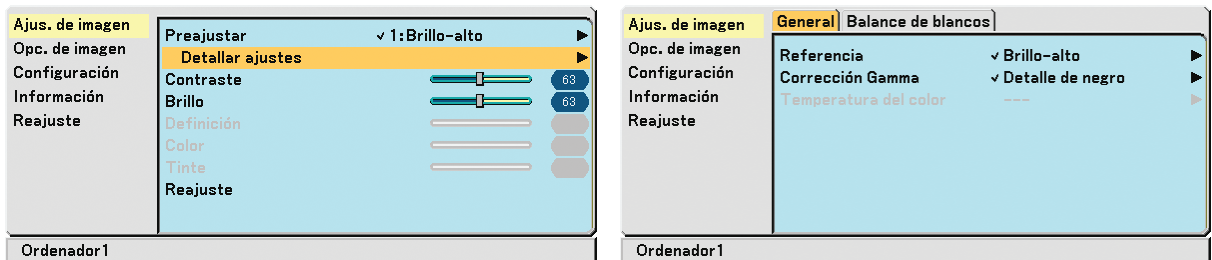 Ajus. de imagen
Opc. de imagen
Configuración
Información
Reajuste
Preajustar ✓ 1:Brillo-alto
Detallar ajustes
Contraste 63
Brillo 63
Definición
Color
Tinte
Reajuste
Ordenador1
Ajus. de imagen
Opc. de imagen
Configuración
Información
Reajuste
General Balance de blancos
Referencia ✓ Brillo-alto
Corrección Gamma ✓ Detalle de negro
Temperatura del color ---
Ordenador1